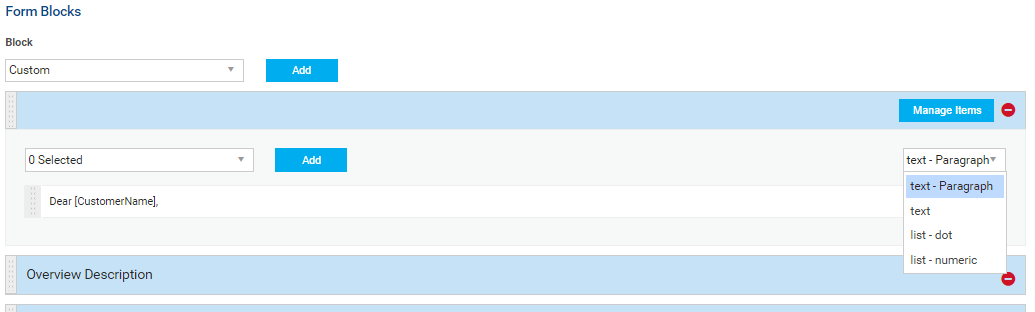 Form Blocks
Block
Custom
Add
Manage Items
0 Selected
Add
text - Paragraph
text - Paragraph
Dear [CustomerName],
text
list - dot
list - numeric
Overview Description